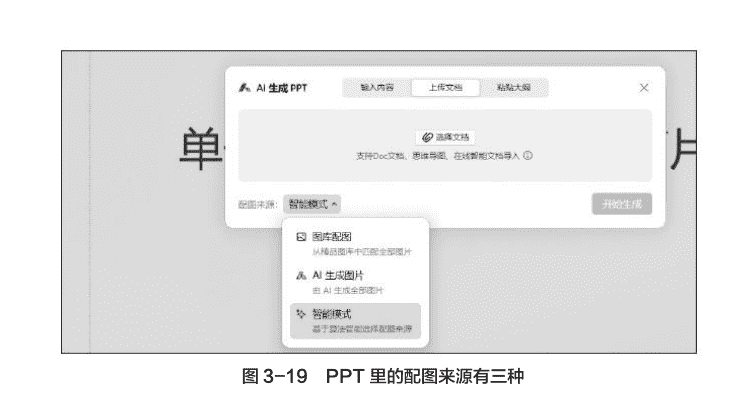 AI 生成 PPT 输入内容 上传文档 粘贴大纲
单
片
选择文档
支持Doc文档、思维导图、在线智能文档导入
配图来源: 智能模式 开始生成
图库配图
从精品图库中匹配全部图片
AI 生成图片
由 AI 生成全部图片
智能模式
基于算法智能选择配图来源
图 3-19 PPT 里的配图来源有三种